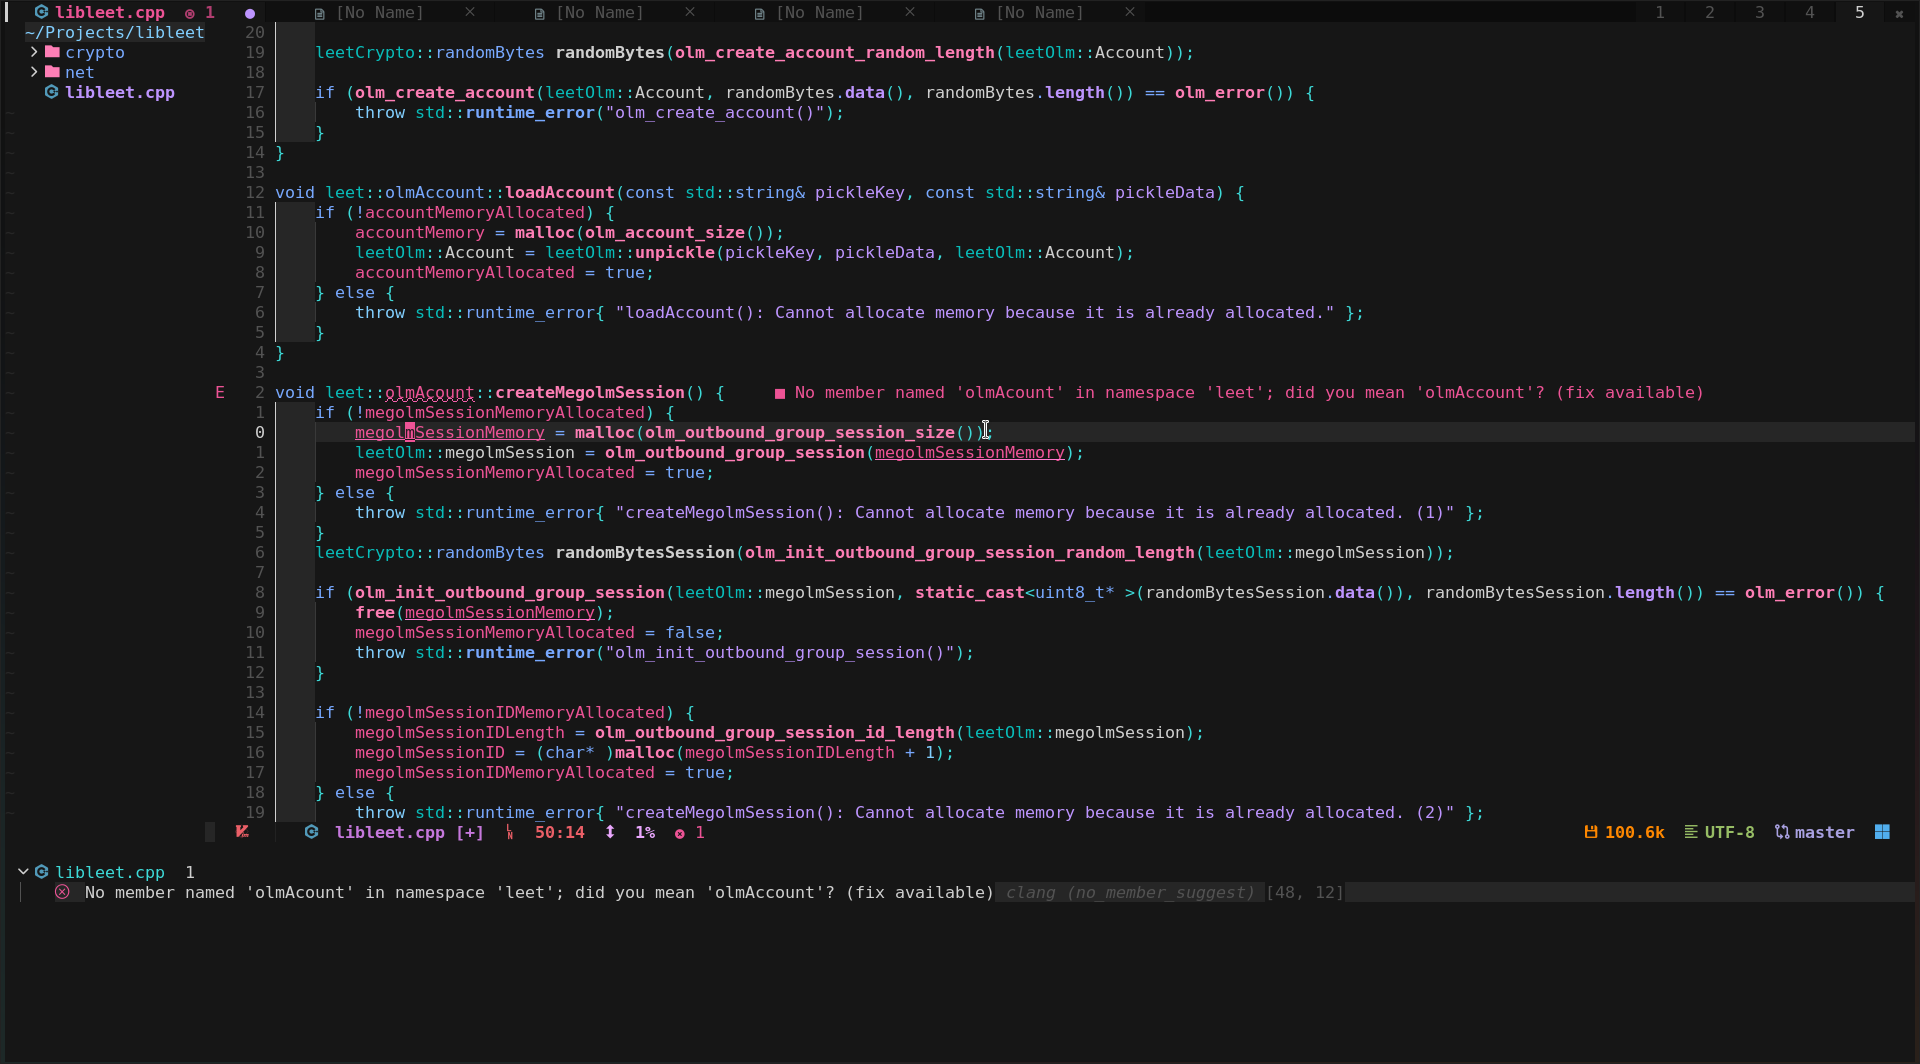 libleet.cpp 1 [No Name] [No Name] [No Name] [No Name] 1 2 3 4 5
~/Projects/libleet
crypto
net
libleet.cpp
20
19 leetCrypto::randomBytes randomBytes(olm_create_account_random_length(leetOlm::Account));
18
17 if (olm_create_account(leetOlm::Account, randomBytes.data(), randomBytes.length()) == olm_error()) {
16 throw std::runtime_error("olm_create_account()");
15 }
14 }
13
12 void leet::olmAccount::loadAccount(const std::string& pickleKey, const std::string& pickleData) {
11 if (!accountMemoryAllocated) {
10 accountMemory = malloc(olm_account_size());
9 leetOlm::Account = leetOlm::unpickle(pickleKey, pickleData, leetOlm::Account);
8 accountMemoryAllocated = true;
7 } else {
6 throw std::runtime_error{ "loadAccount(): Cannot allocate memory because it is already allocated." };
5 }
4 }
3
E 2 void leet::olmAcount::createMegolmSession() { ■ No member named 'olmAcount' in namespace 'leet'; did you mean 'olmAccount'? (fix available)
1 if (!megolmSessionMemoryAllocated) {
0 megolmSessionMemory = malloc(olm_outbound_group_session_size());
1 leetOlm::megolmSession = olm_outbound_group_session(megolmSessionMemory);
2 megolmSessionMemoryAllocated = true;
3 } else {
4 throw std::runtime_error{ "createMegolmSession(): Cannot allocate memory because it is already allocated. (1)" };
5 }
6 leetCrypto::randomBytes randomBytesSession(olm_init_outbound_group_session_random_length(leetOlm::megolmSession));
7
8 if (olm_init_outbound_group_session(leetOlm::megolmSession, static_cast<uint8_t* >(randomBytesSession.data()), randomBytesSession.length()) == olm_error()) {
9 free(megolmSessionMemory);
10 megolmSessionMemoryAllocated = false;
11 throw std::runtime_error("olm_init_outbound_group_session()");
12 }
13
14 if (!megolmSessionIDMemoryAllocated) {
15 megolmSessionIDLength = olm_outbound_group_session_id_length(leetOlm::megolmSession);
16 megolmSessionID = (char* )malloc(megolmSessionIDLength + 1);
17 megolmSessionIDMemoryAllocated = true;
18 } else {
19 throw std::runtime_error{ "createMegolmSession(): Cannot allocate memory because it is already allocated. (2)" };
libleet.cpp [+] 50:14 1% 1 100.6k UTF-8 master
libleet.cpp 1
No member named 'olmAcount' in namespace 'leet'; did you mean 'olmAccount'? (fix available) clang (no_member_suggest) [48, 12]